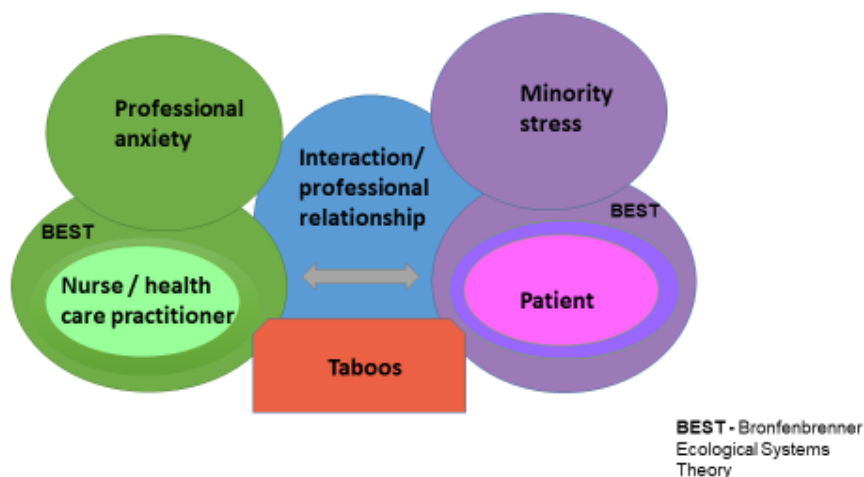 Professional
anxiety
Minority
stress
Interaction/
professional
relationship
BEST
BEST
Nurse / health
care practitioner
Patient
Taboos
BEST - Bronfenbrenner
Ecological Systems
Theory